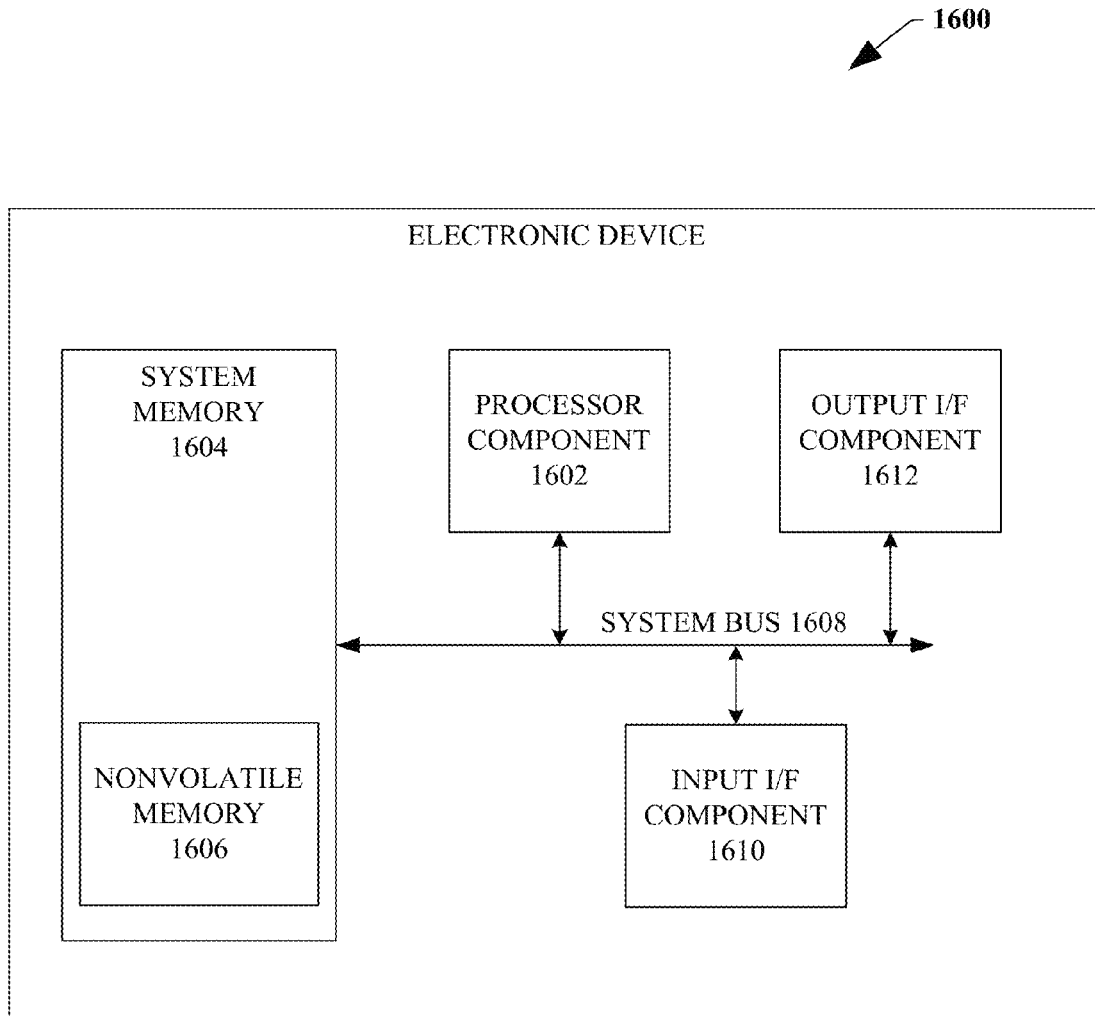 1600
ELECTRONIC DEVICE
SYSTEM
MEMORY
1604
PROCESSOR
COMPONENT
1602
OUTPUT I/F
COMPONENT
1612
SYSTEM BUS 1608
NONVOLATILE
MEMORY
1606
INPUT I/F
COMPONENT
1610